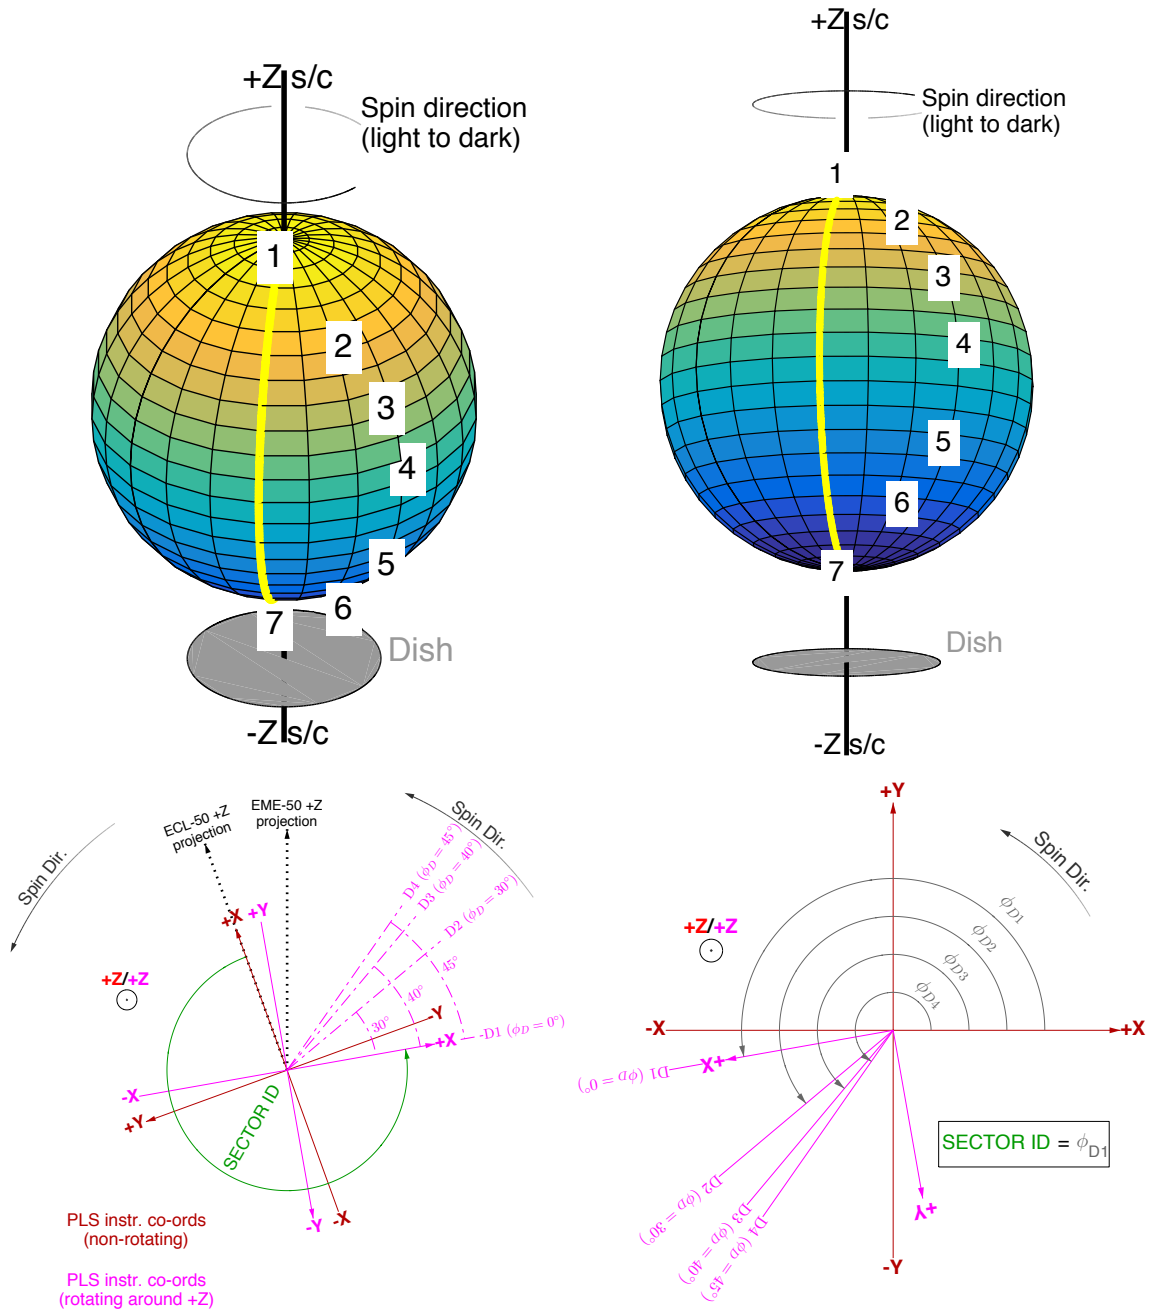 +Z s/c
Spin direction
(light to dark)
1
2
3
4
5
6
7
Dish
-Z s/c
+Z s/c
Spin direction
(light to dark)
1
2
3
4
5
6
7
Dish
-Z s/c
ECL-50 +Z
projection
EME-50 +Z
projection
Spin Dir.
Spin Dir.
D4 (ϕD = 45°)
D3 (ϕD = 40°)
D2 (ϕD = 30°)
+X
+Y
45°
40°
30°
+Z/+Z
-Y
+X
-D1 (ϕD = 0°)
-X
+Y
SECTOR ID
-Y
-X
PLS instr. co-ords
(non-rotating)
PLS instr. co-ords
(rotating around +Z)
+Y
Spin Dir.
ϕD1
ϕD2
ϕD3
ϕD4
+Z/+Z
-X
+X
+X
D1 (ϕD = 0°)
SECTOR ID = ϕD1
D2 (ϕD = 30°)
D3 (ϕD = 40°)
D4 (ϕD = 45°)
+Y
-Y